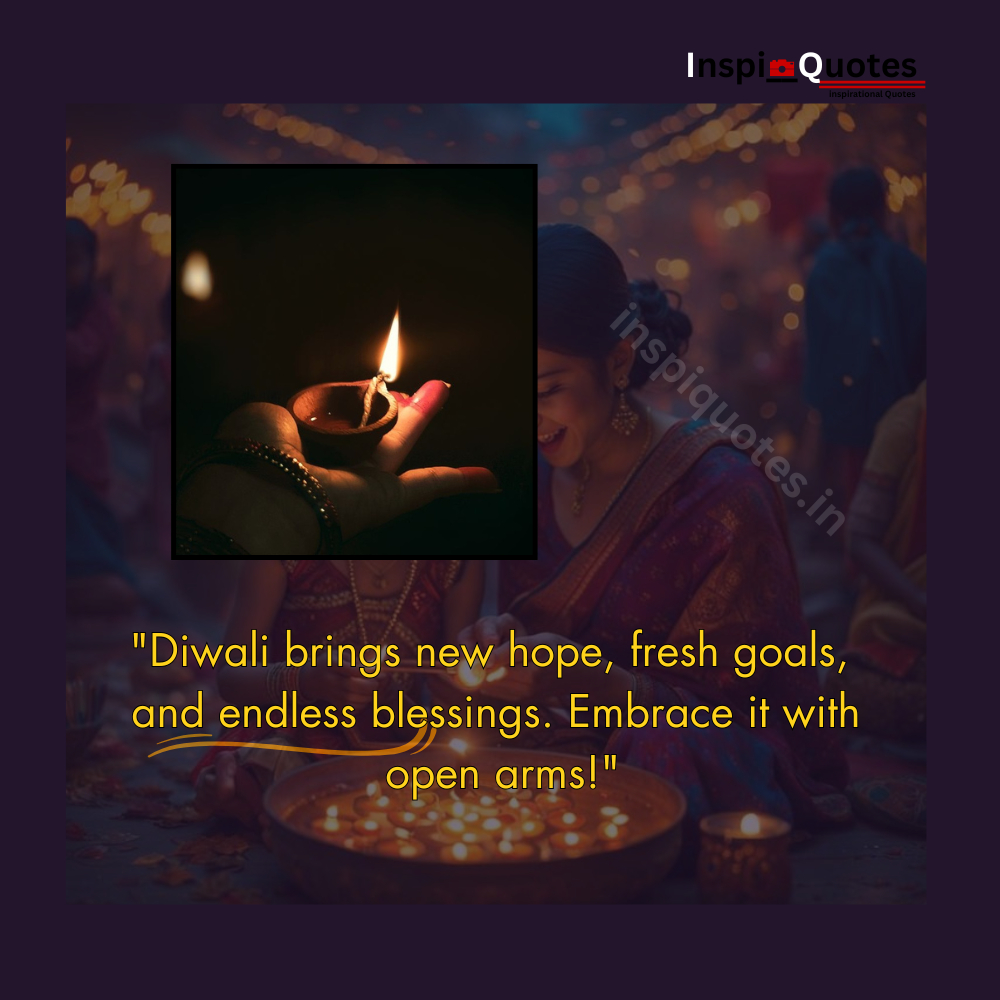 InspiQuotes
Inspirational Quotes
inspiquotes.in
"Diwali brings new hope, fresh goals,
and endless blessings. Embrace it with
open arms!"